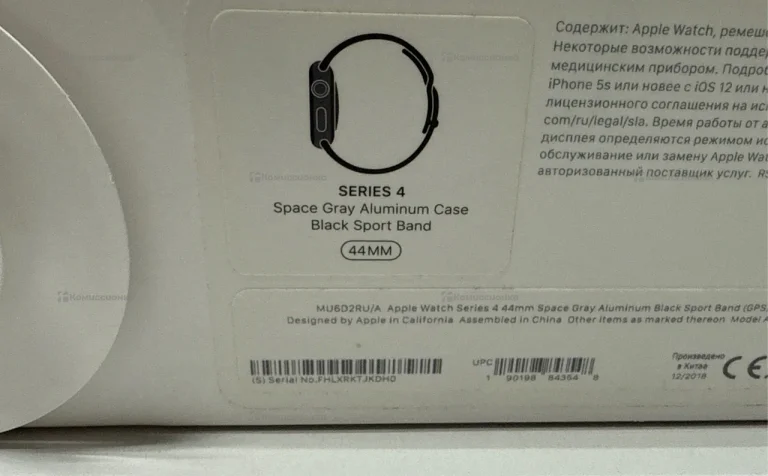 SERIES 4
Space Gray Aluminum Case
Black Sport Band
44MM
Содержит: Apple Watch,
Некоторые возможности
медицинским прибором.
iPhone 5s или новее с iOS 12 или
лицензионного соглашения на
com/ru/legal/sla. Время работы от
дисплея определяются режимом
обслуживание или замену Apple
авторизованный поставщик услуг.
MU6D2RU/A Apple Watch Series 4 44mm Space Gray Aluminum Black Sport Band (GPS)
Designed by Apple in California Assembled in China Other items as marked thereon Model
(S) Serial No.FHLXRKTJKDH0
UPC
1 90198 84354 8
Произведено
в Китае
12/2018
CE